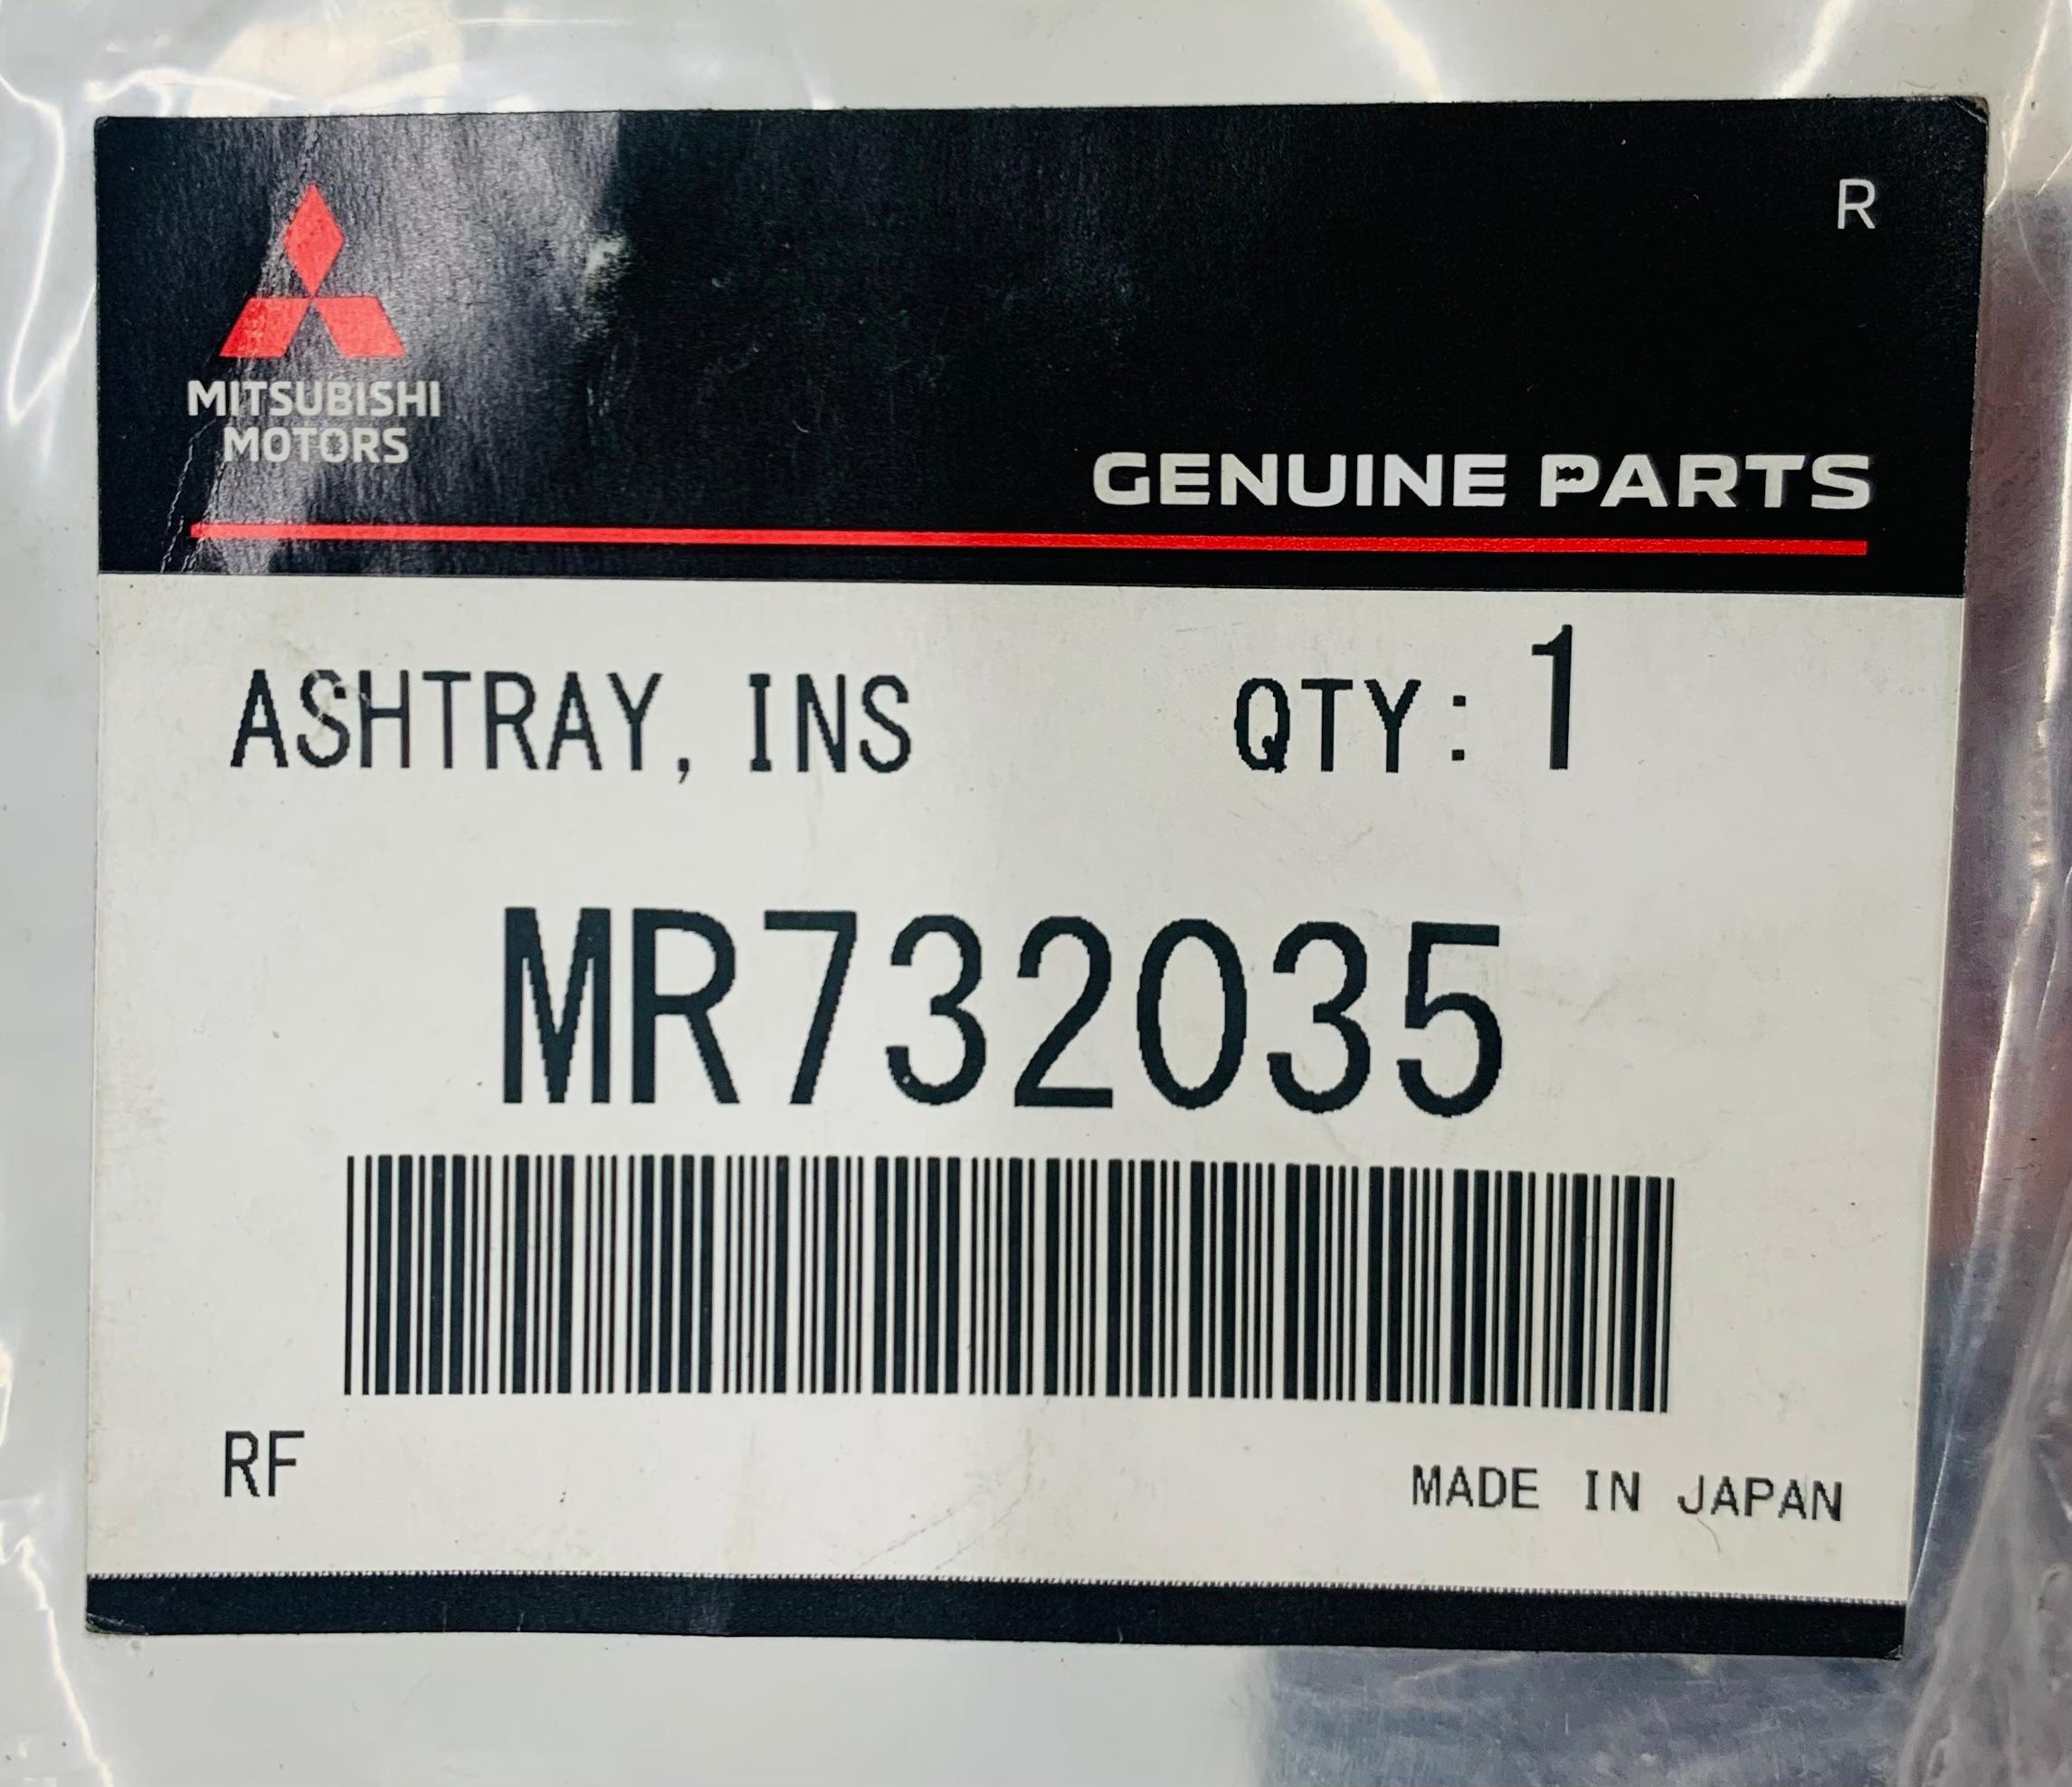 R
MITSUBISHI
MOTORS
GENUINE PARTS
ASHTRAY, INS QTY: 1
MR732035
RF MADE IN JAPAN